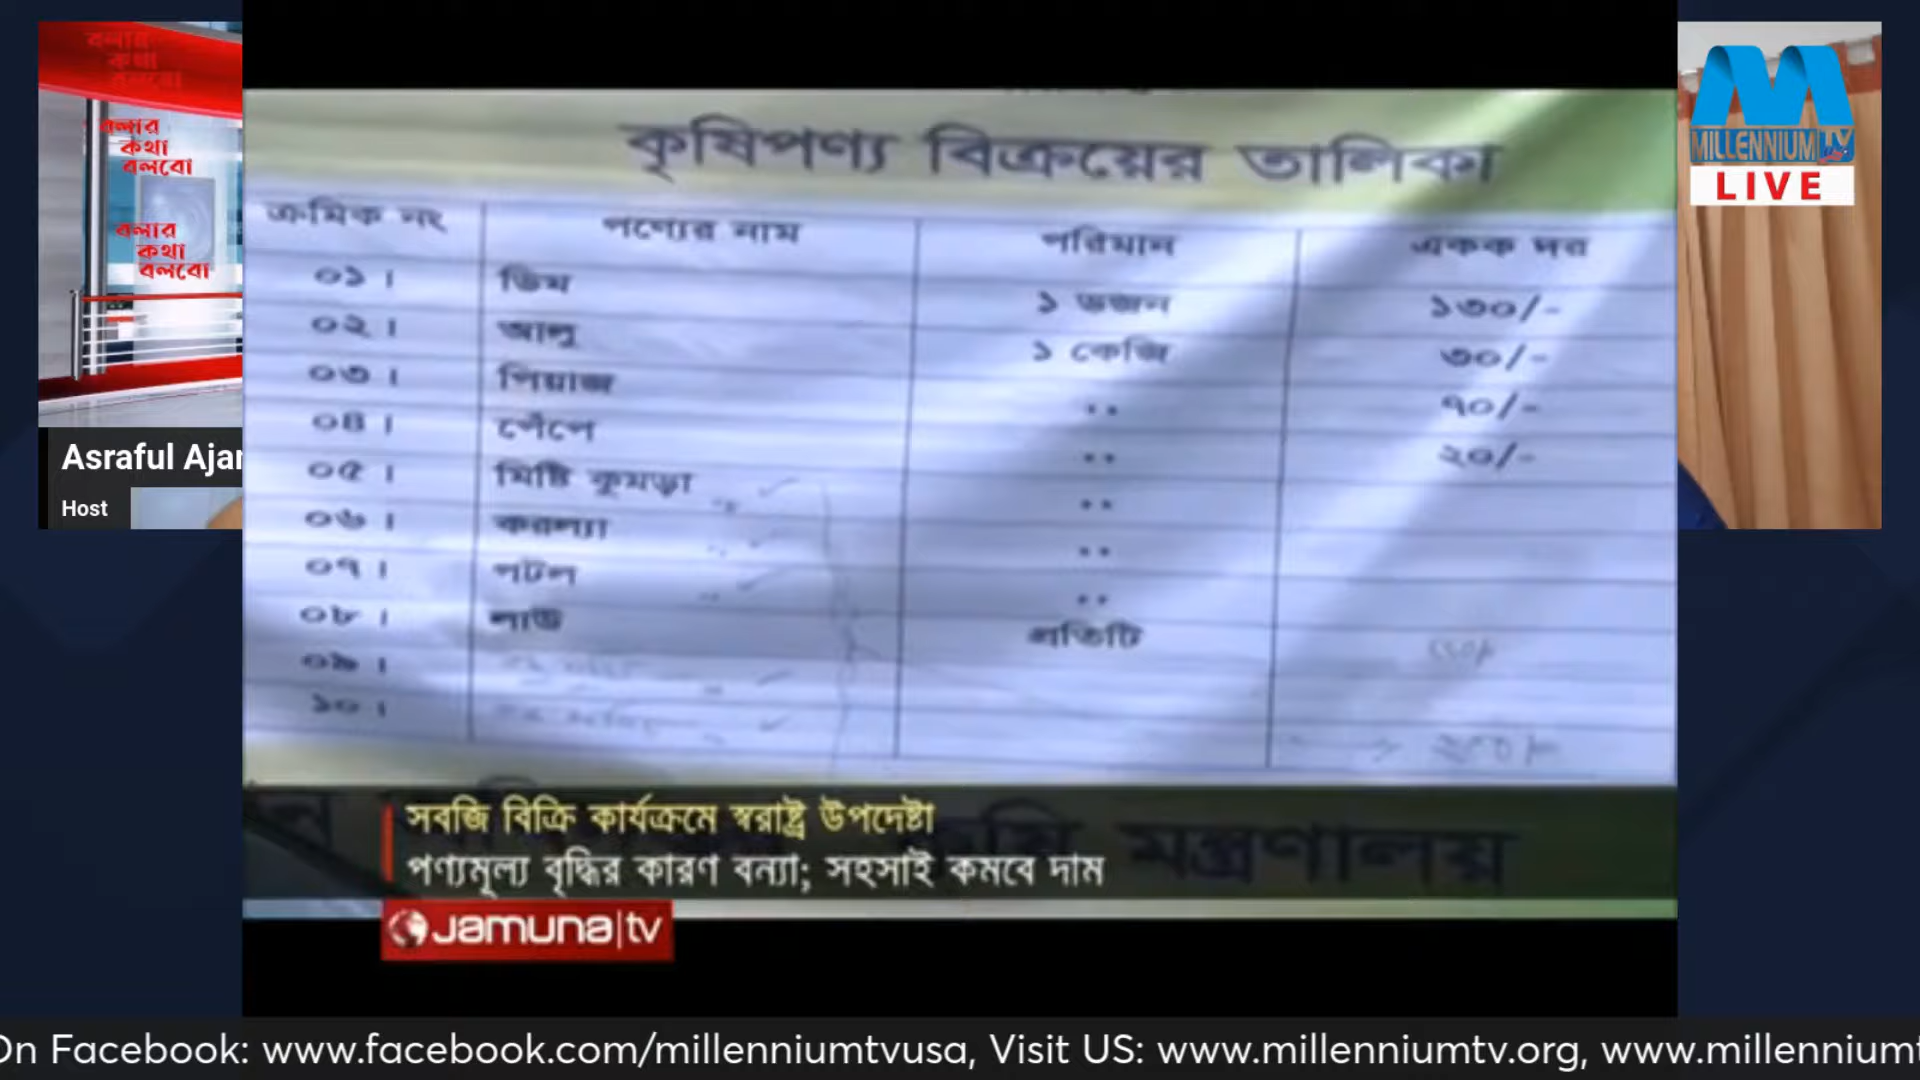 বলার
কথা
বলবো
বলার
কথা
বলবো
বলার
কথা
বলবো
Asraful Ajar
Host
MILLENNIUM TV
LIVE
কৃষিপণ্য বিক্রয়ের তালিকা
ক্রমিক নং পণ্যের নাম পরিমান একক দর
০১। ডিম ১ ডজন ১৩০/-
০২। আলু ১ কেজি ৩০/-
০৩। পিয়াজ ,, ৭০/-
০৪। পেঁপে ,, ২০/-
০৫। মিষ্টি কুমড়া ,,
০৬। করল্যা ,,
০৭। পটল ,,
০৮। লাউ প্রতিটি
০৯।
১০।
কৃষি মন্ত্রণালয়
সবজি বিক্রি কার্যক্রমে স্বরাষ্ট্র উপদেষ্টা
পণ্যমূল্য বৃদ্ধির কারণ বন্যা; সহসাই কমবে দাম
Jamuna|tv
On Facebook: www.facebook.com/millenniumtvusa, Visit US: www.millenniumtv.org, www.millenniumt